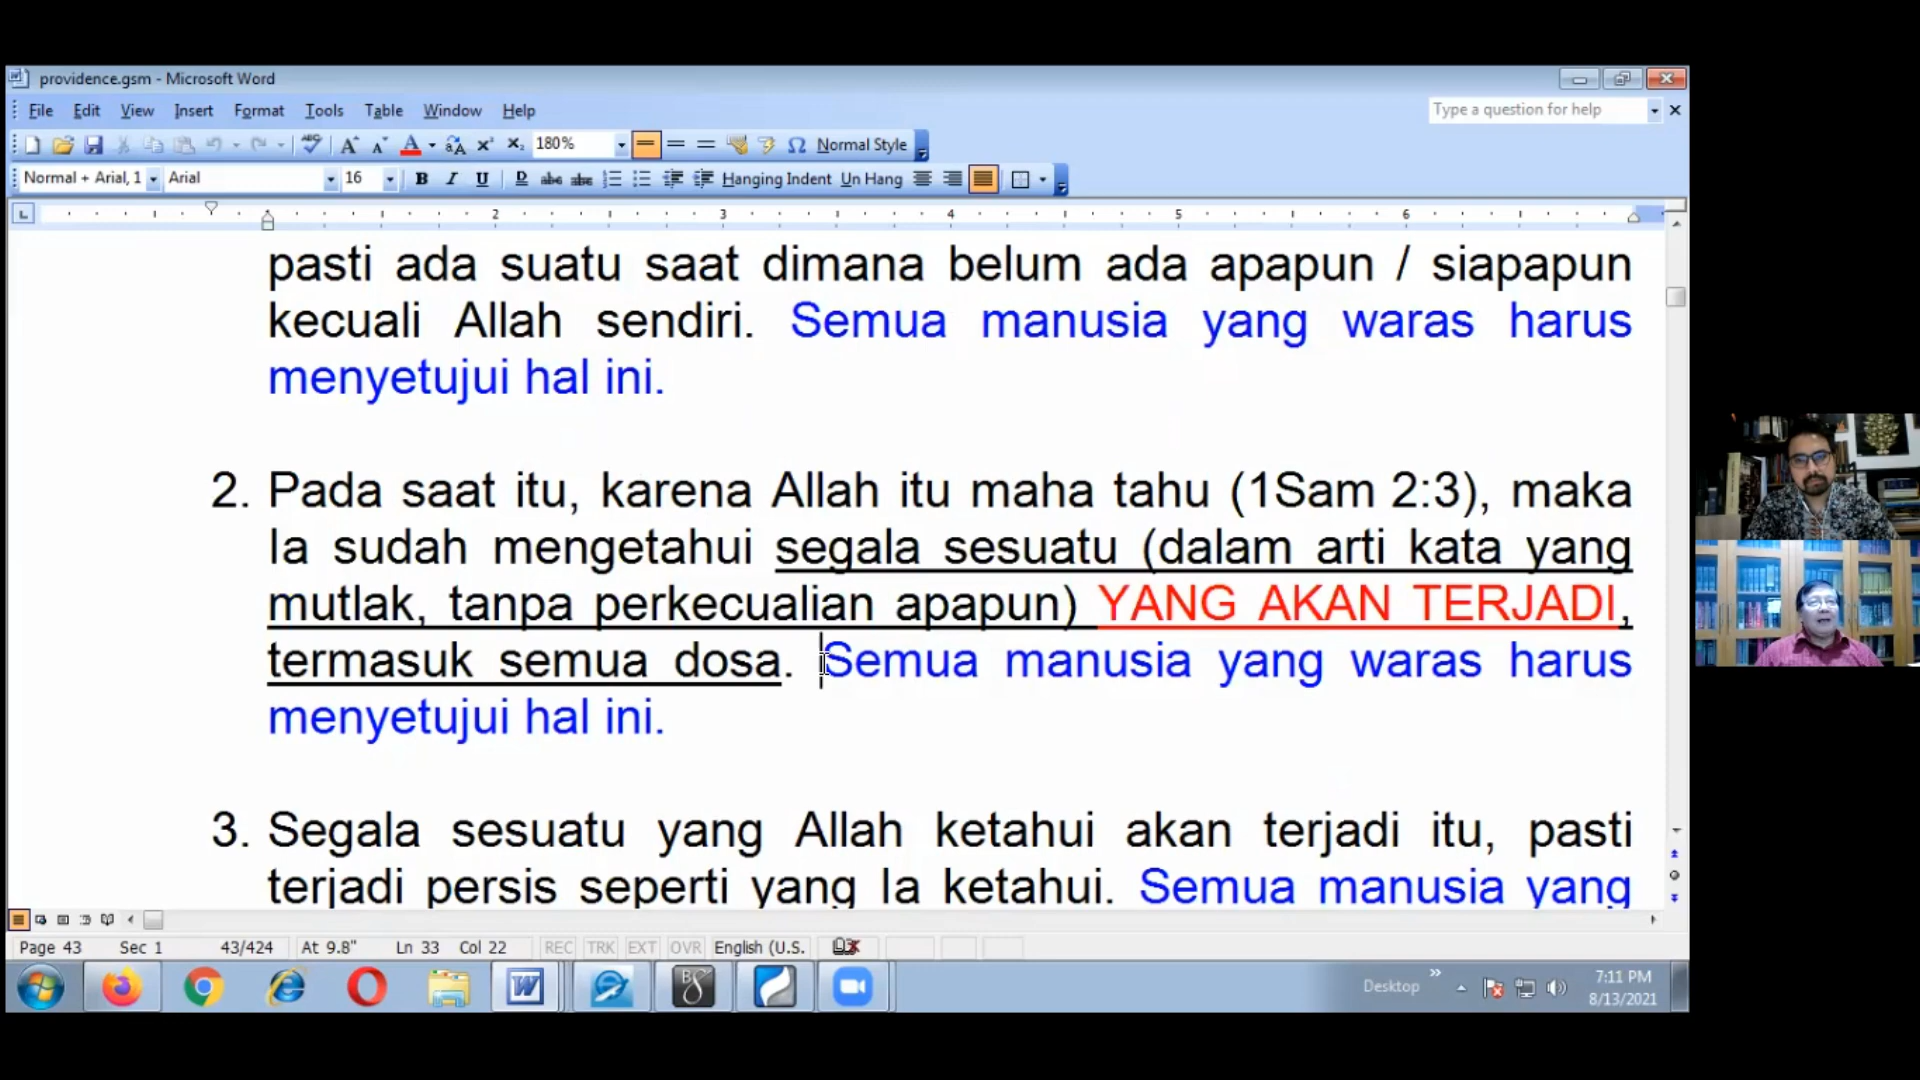 providence.gsm - Microsoft Word
File Edit View Insert Format Tools Table Window Help
Type a question for help
180% Normal Style
Normal + Arial, 1 Arial 16 B I U Hanging Indent Un Hang
2 3 4 5 6
pasti ada suatu saat dimana belum ada apapun / siapapun
kecuali Allah sendiri. Semua manusia yang waras harus
menyetujui hal ini.
2. Pada saat itu, karena Allah itu maha tahu (1Sam 2:3), maka
Ia sudah mengetahui segala sesuatu (dalam arti kata yang
mutlak, tanpa perkecualian apapun) YANG AKAN TERJADI,
termasuk semua dosa. Semua manusia yang waras harus
menyetujui hal ini.
3. Segala sesuatu yang Allah ketahui akan terjadi itu, pasti
terjadi persis seperti yang Ia ketahui. Semua manusia yang
Page 43 Sec 1 43/424 At 9.8" Ln 33 Col 22 REC TRK EXT OVR English (U.S.
Desktop
7:11 PM
8/13/2021